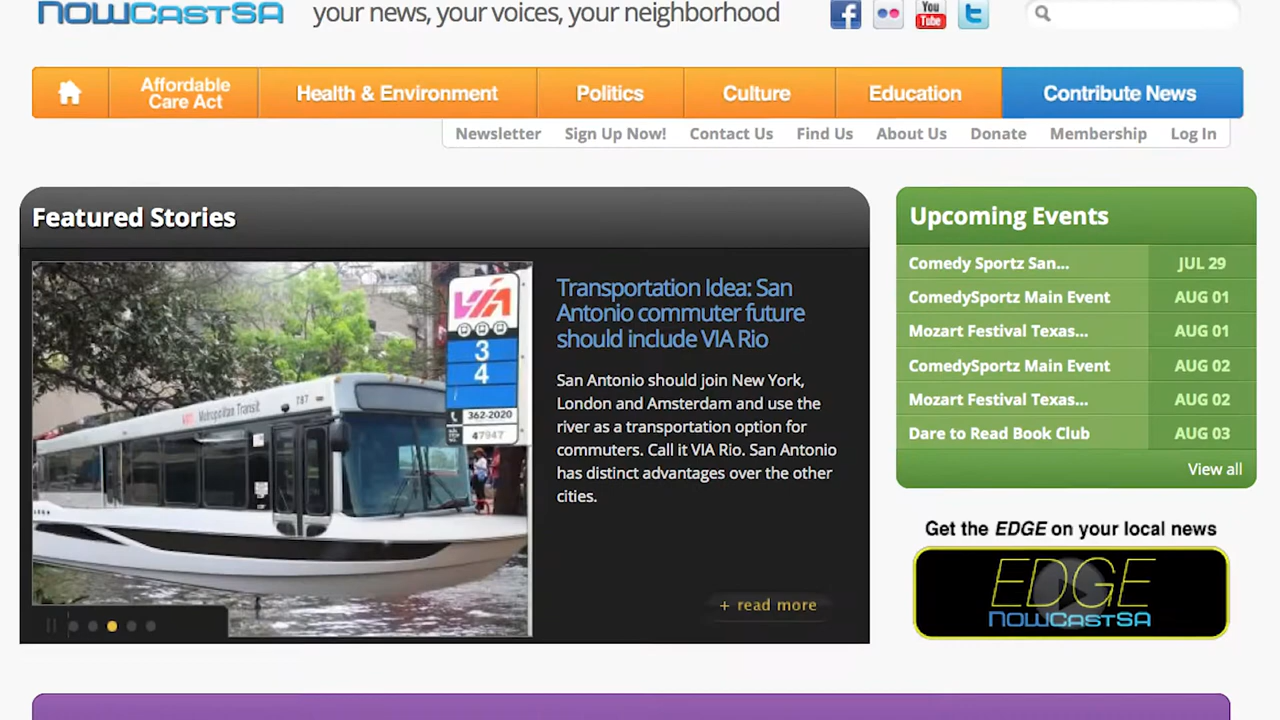 NOWCASTSA
your news, your voices, your neighborhood
You
Tube
Affordable
Care Act
Health & Environment
Politics
Culture
Education
Contribute News
Newsletter
Sign Up Now!
Contact Us
Find Us
About Us
Donate
Membership
Log In
Featured Stories
VIA
3
4
362-2020
47947
VIA Metropolitan Transit
787
Transportation Idea: San
Antonio commuter future
should include VIA Rio
San Antonio should join New York,
London and Amsterdam and use the
river as a transportation option for
commuters. Call it VIA Rio. San Antonio
has distinct advantages over the other
cities.
+ read more
Upcoming Events
Comedy Sportz San... JUL 29
ComedySportz Main Event AUG 01
Mozart Festival Texas... AUG 01
ComedySportz Main Event AUG 02
Mozart Festival Texas... AUG 02
Dare to Read Book Club AUG 03
View all
Get the EDGE on your local news
EDGE
NOWCASTSA